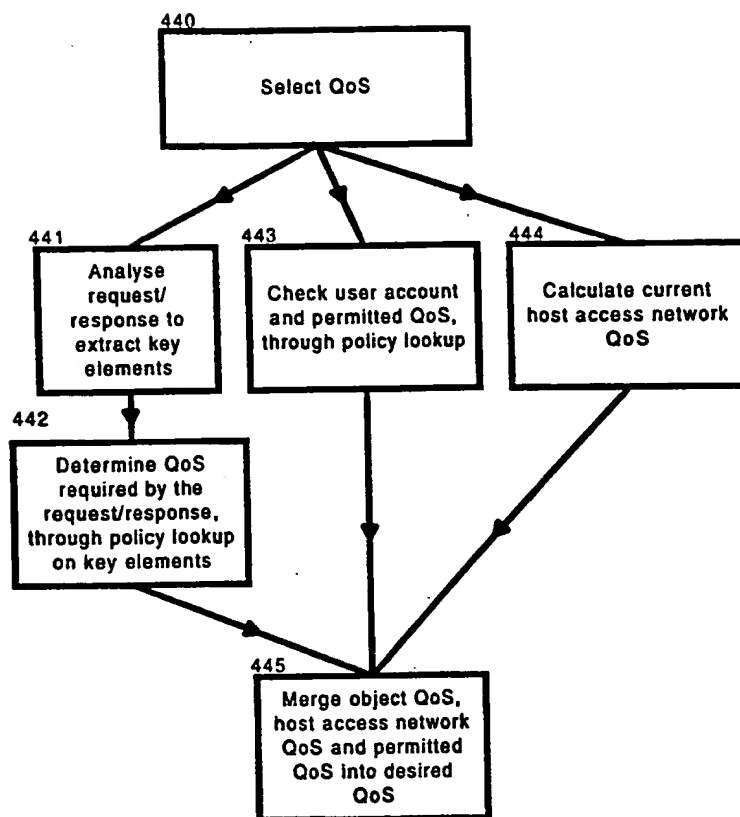 440
Select QoS
441
Analyse
request/
response to
extract key
elements
443
Check user account
and permitted QoS,
through policy lookup
444
Calculate current
host access network
QoS
442
Determine QoS
required by the
request/response,
through policy lookup
on key elements
445
Merge object QoS,
host access network
QoS and permitted
QoS into desired
QoS